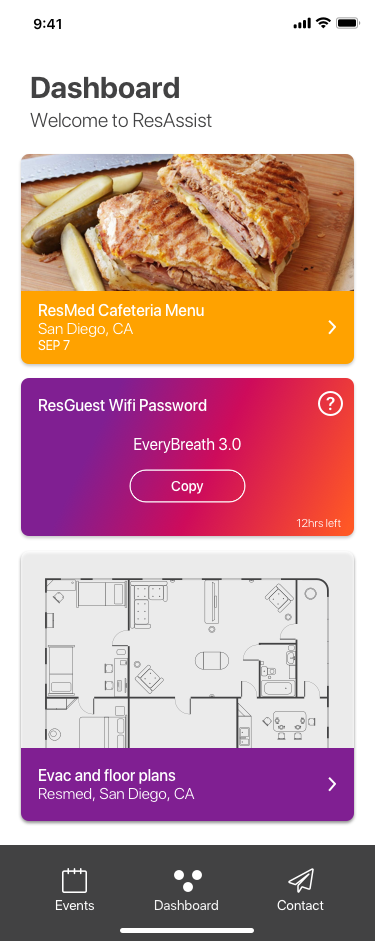 9:41
Dashboard
Welcome to ResAssist
ResMed Cafeteria Menu
San Diego, CA
SEP 7
ResGuest Wifi Password
?
EveryBreath 3.0
Copy
12hrs left
Evac and floor plans
Resmed, San Diego, CA
Events
Dashboard
Contact